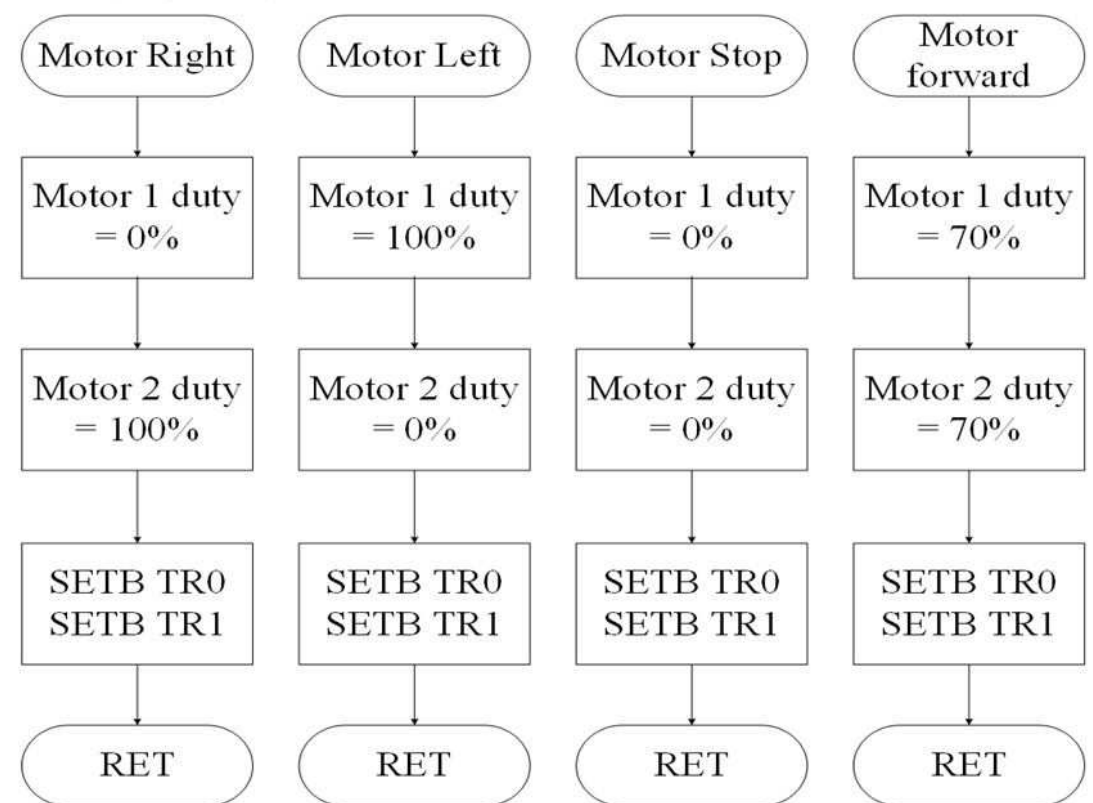 Motor Right
Motor 1 duty
= 0%
Motor 2 duty
= 100%
SETB TR0
SETB TR1
RET
Motor Left
Motor 1 duty
= 100%
Motor 2 duty
= 0%
SETB TR0
SETB TR1
RET
Motor Stop
Motor 1 duty
= 0%
Motor 2 duty
= 0%
SETB TR0
SETB TR1
RET
Motor
forward
Motor 1 duty
= 70%
Motor 2 duty
= 70%
SETB TR0
SETB TR1
RET